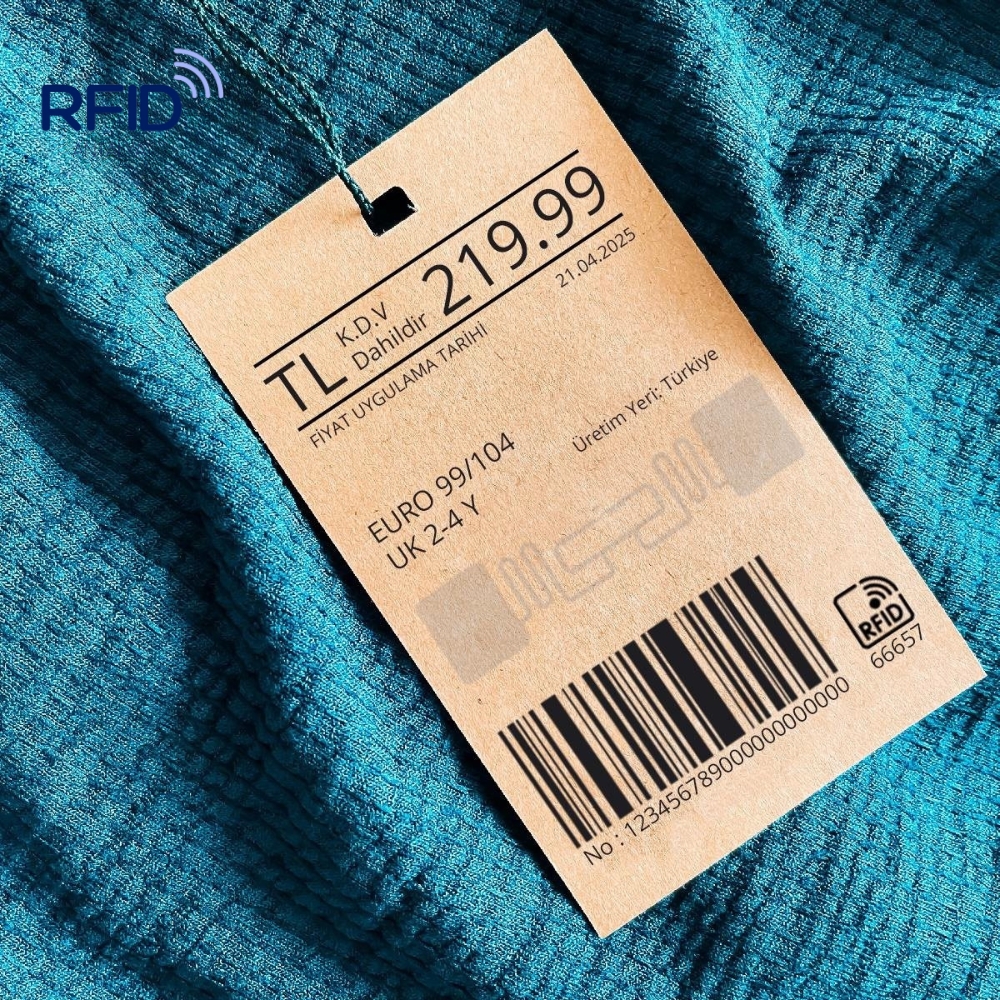 RFID
TL K.D.V Dahildir 219.99
FİYAT UYGULAMA TARİHİ 21.04.2025
EURO 99/104
UK 2-4 Y
Üretim Yeri: Türkiye
RFID
66657
No : 12345678900000000000000